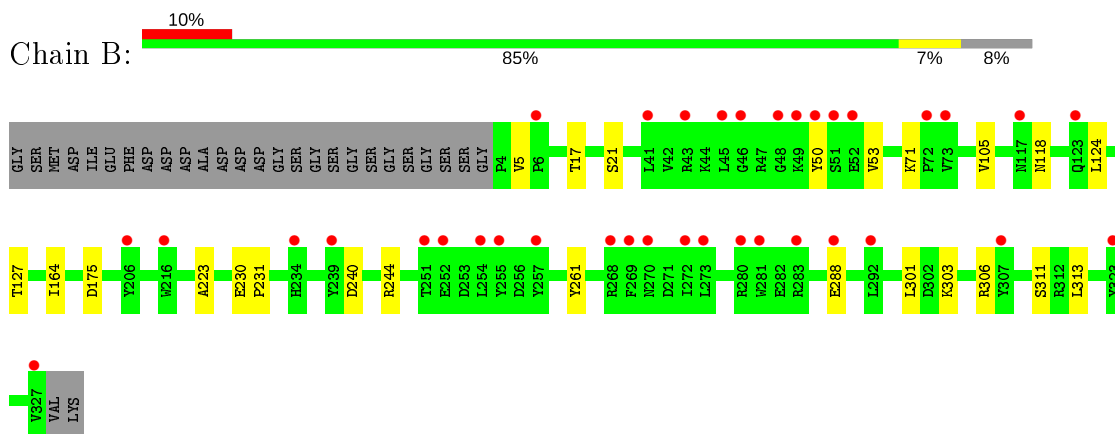 10%
Chain B:
85% 7% 8%
GLY SER MET ASP ILE GLU PHE ASP ASP ASP ALA ASP ASP ASP GLY SER GLY SER GLY SER GLY SER GLY SER SER GLY P4 V5 P6 T17 S21 L41 V42 R43 K44 L45 G46 R47 G48 K49 Y50 S51 E52 V53 K71 P72 V73 V105 N117 N118 Q123 L124
T127 I164 D175 Y206 W216 A223 E230 P231 H234 Y239 D240 R244 T251 E252 D253 L254 Y255 D256 Y257 Y261 R268 F269 N270 D271 I272 L273 R280 W281 E282 R283 E288 L292 L301 D302 K303 R306 Y307 S311 R312 L313
V327 VAL LYS